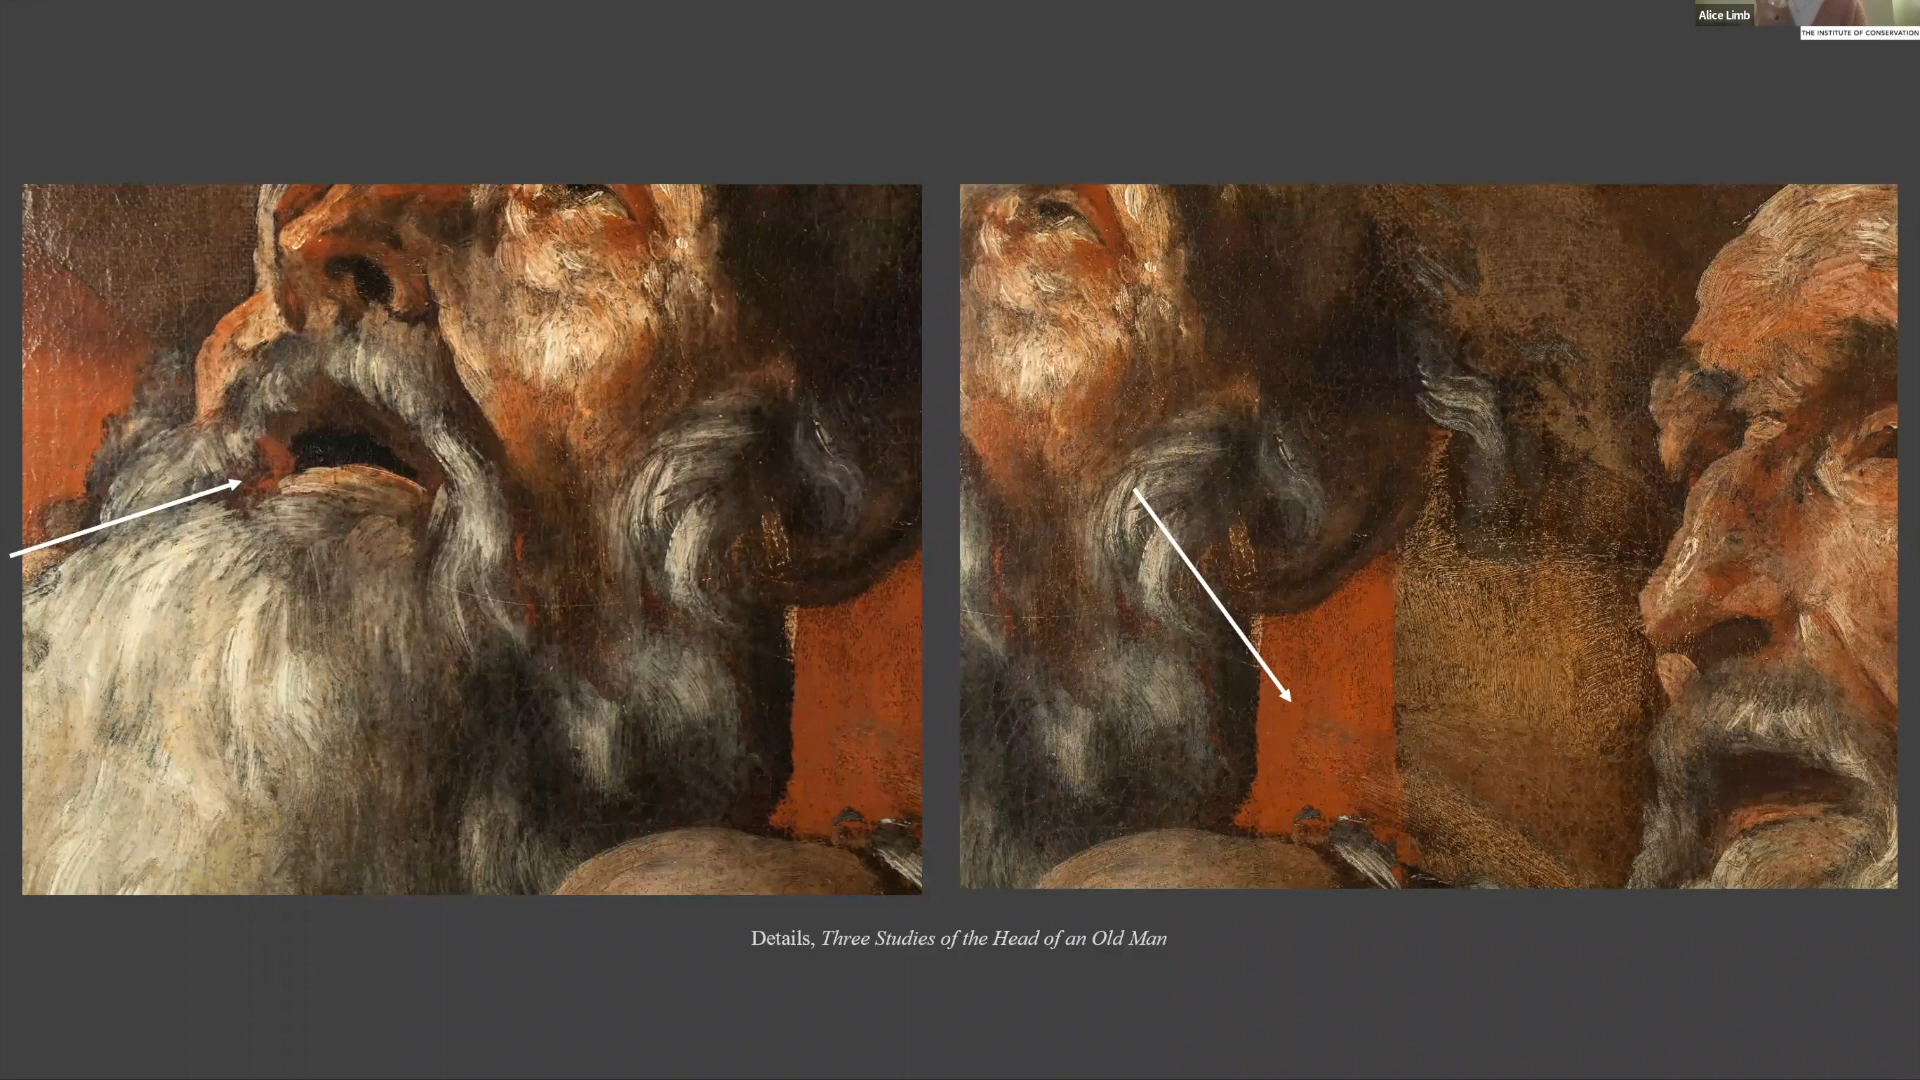 Alice Limb
THE INSTITUTE OF CONSERVATION
Details, Three Studies of the Head of an Old Man